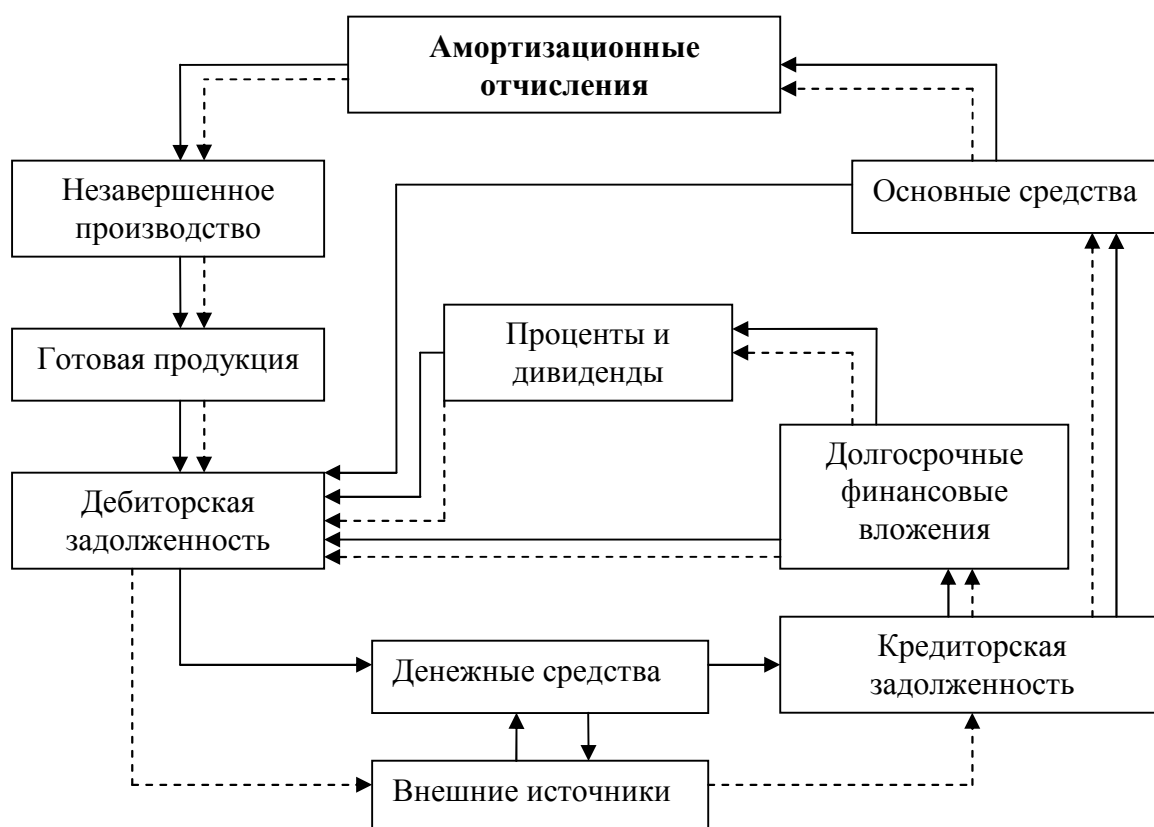 Амортизационные
отчисления
Незавершенное
производство
Основные средства
Проценты и
дивиденды
Готовая продукция
Долгосрочные
финансовые
вложения
Дебиторская
задолженность
Денежные средства
Кредиторская
задолженность
Внешние источники